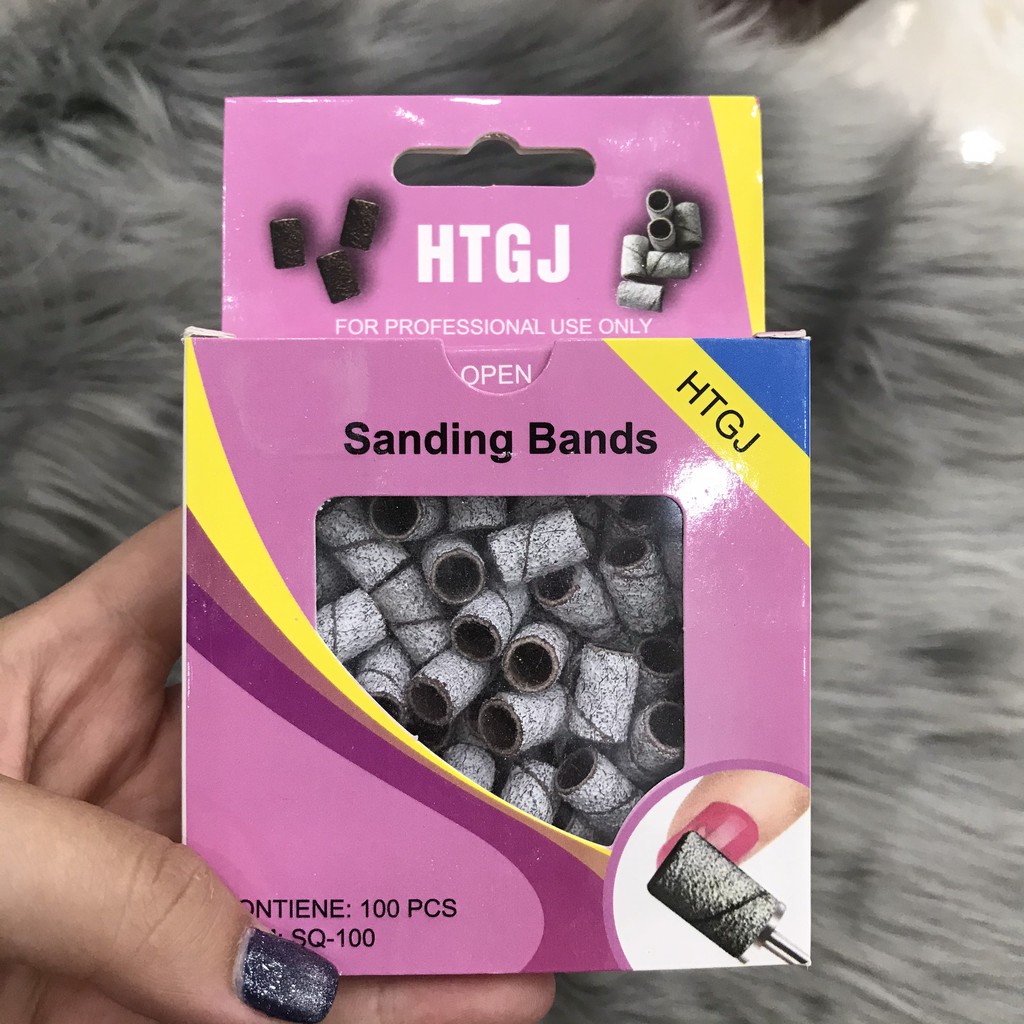 HTGJ
FOR PROFESSIONAL USE ONLY
OPEN
HTGJ
Sanding Bands
ONTIENE: 100 PCS
SQ-100